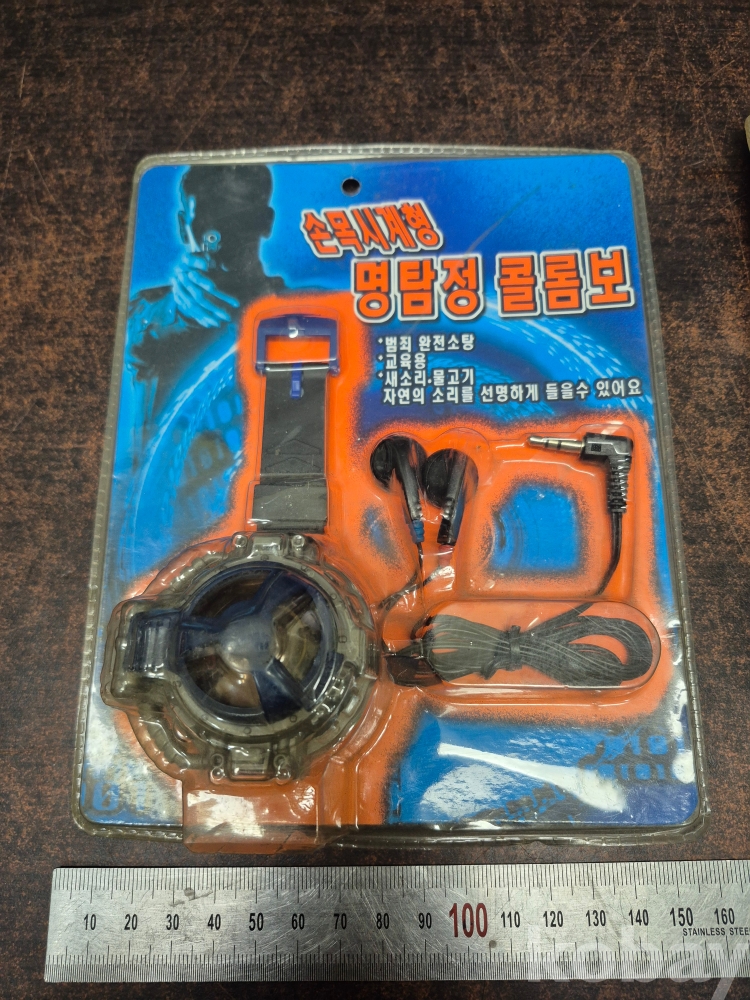 손목시계형
명탐정 콜롬보
·범죄 완전소탕
·교육용
·새소리.물고기
자연의 소리를 선명하게 들을수 있어요
10 20 30 40 50 60 70 80 90 100 110 120 130 140 150 160
STAINLESS STEE
kobay